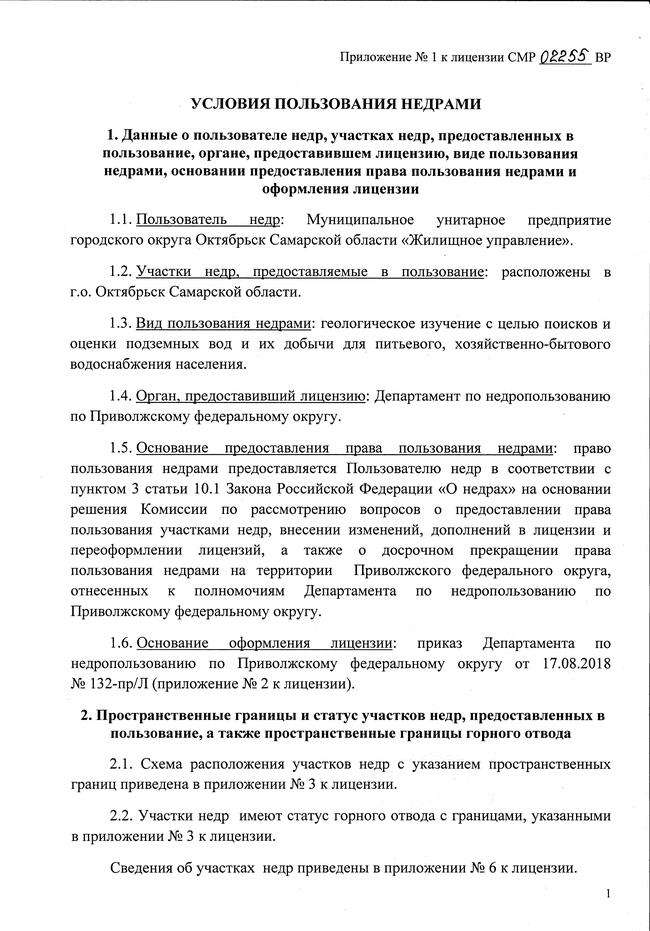 Приложение № 1 к лицензии СМР 02255 ВР
УСЛОВИЯ ПОЛЬЗОВАНИЯ НЕДРАМИ
1. Данные о пользователе недр, участках недр, предоставленных в
пользование, органе, предоставившем лицензию, виде пользования
недрами, основании предоставления права пользования недрами и
оформления лицензии
1.1. Пользователь недр: Муниципальное унитарное предприятие
городского округа Октябрьск Самарской области «Жилищное управление».
1.2. Участки недр, предоставляемые в пользование: расположены в
г.о. Октябрьск Самарской области.
1.3. Вид пользования недрами: геологическое изучение с целью поисков и
оценки подземных вод и их добычи для питьевого, хозяйственно-бытового
водоснабжения населения.
1.4. Орган, предоставивший лицензию: Департамент по недропользованию
по Приволжскому федеральному округу.
1.5. Основание предоставления права пользования недрами: право
пользования недрами предоставляется Пользователю недр в соответствии с
пунктом 3 статьи 10.1 Закона Российской Федерации «О недрах» на основании
решения Комиссии по рассмотрению вопросов о предоставлении права
пользования участками недр, внесении изменений, дополнений в лицензии и
переоформлении лицензий, а также о досрочном прекращении права
пользования недрами на территории Приволжского федерального округа,
отнесенных к полномочиям Департамента по недропользованию по
Приволжскому федеральному округу.
1.6. Основание оформления лицензии: приказ Департамента по
недропользованию по Приволжскому федеральному округу от 17.08.2018
№ 132-пр/Л (приложение № 2 к лицензии).
2. Пространственные границы и статус участков недр, предоставленных в
пользование, а также пространственные границы горного отвода
2.1. Схема расположения участков недр с указанием пространственных
границ приведена в приложении № 3 к лицензии.
2.2. Участки недр имеют статус горного отвода с границами, указанными
в приложении № 3 к лицензии.
Сведения об участках недр приведены в приложении № 6 к лицензии.
1